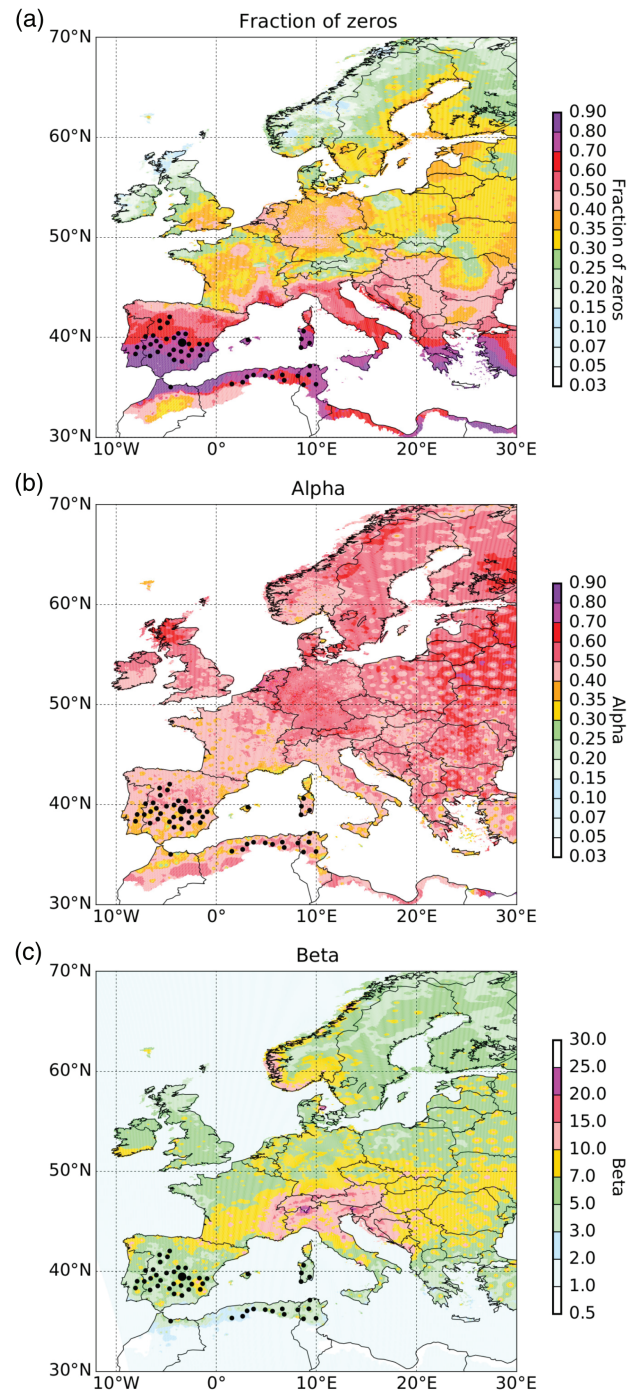 (a)
Fraction of zeros
70°N
60°N
50°N
40°N
30°N
10°W 0° 10°E 20°E 30°E
0.90
0.80
0.70
0.60
0.50
0.40
0.35
0.30
0.25
0.20
0.15
0.10
0.07
0.05
0.03
Fraction of zeros
(b)
Alpha
70°N
60°N
50°N
40°N
30°N
10°W 0° 10°E 20°E 30°E
0.90
0.80
0.70
0.60
0.50
0.40
0.35
0.30
0.25
0.20
0.15
0.10
0.07
0.05
0.03
Alpha
(c)
Beta
70°N
60°N
50°N
40°N
30°N
10°W 0° 10°E 20°E 30°E
30.0
25.0
20.0
15.0
10.0
7.0
5.0
3.0
2.0
1.0
0.5
Beta